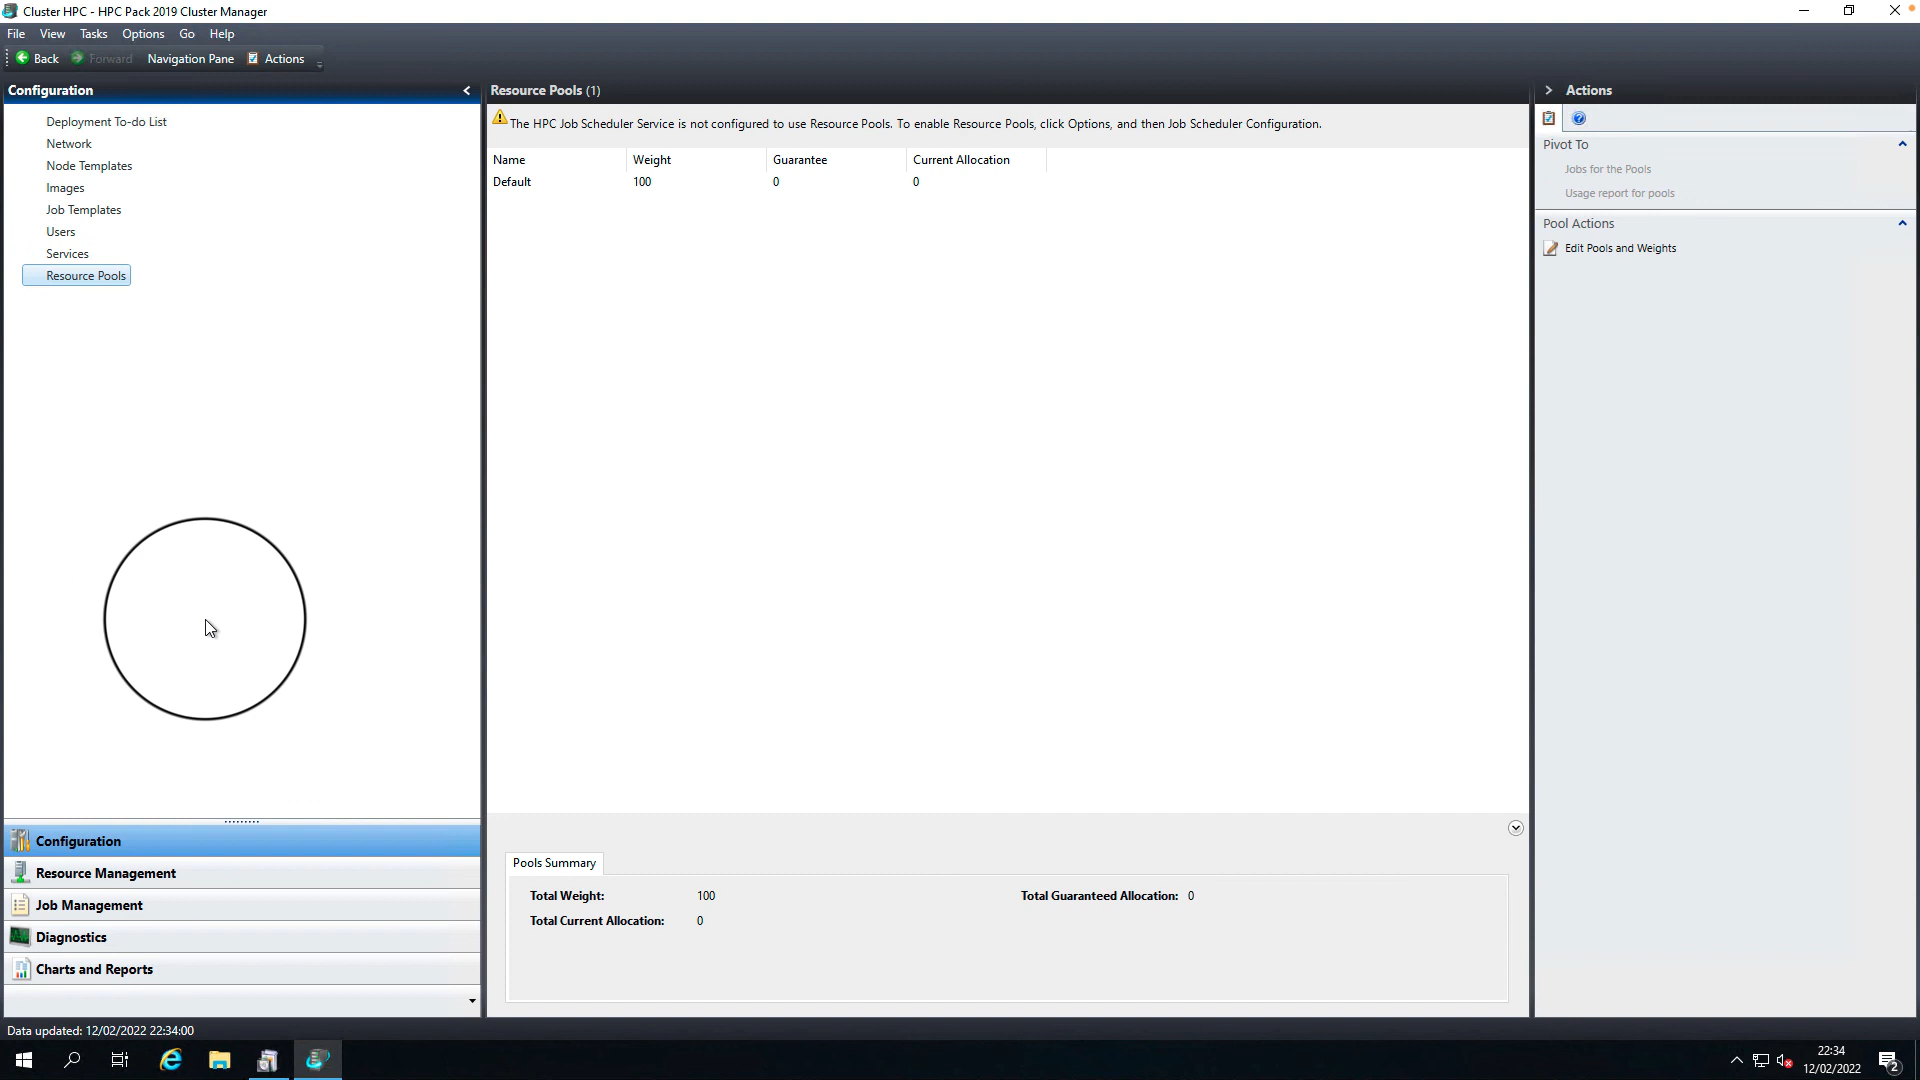 Cluster HPC - HPC Pack 2019 Cluster Manager
File View Tasks Options Go Help
Back Forward Navigation Pane Actions
Configuration
Deployment To-do List
Network
Node Templates
Images
Job Templates
Users
Services
Resource Pools
Configuration
Resource Management
Job Management
Diagnostics
Charts and Reports
Resource Pools (1)
The HPC Job Scheduler Service is not configured to use Resource Pools. To enable Resource Pools, click Options, and then Job Scheduler Configuration.
Name Weight Guarantee Current Allocation
Default 100 0 0
Pools Summary
Total Weight: 100 Total Guaranteed Allocation: 0
Total Current Allocation: 0
Actions
Pivot To
Jobs for the Pools
Usage report for pools
Pool Actions
Edit Pools and Weights
Data updated: 12/02/2022 22:34:00
22:34
12/02/2022
2